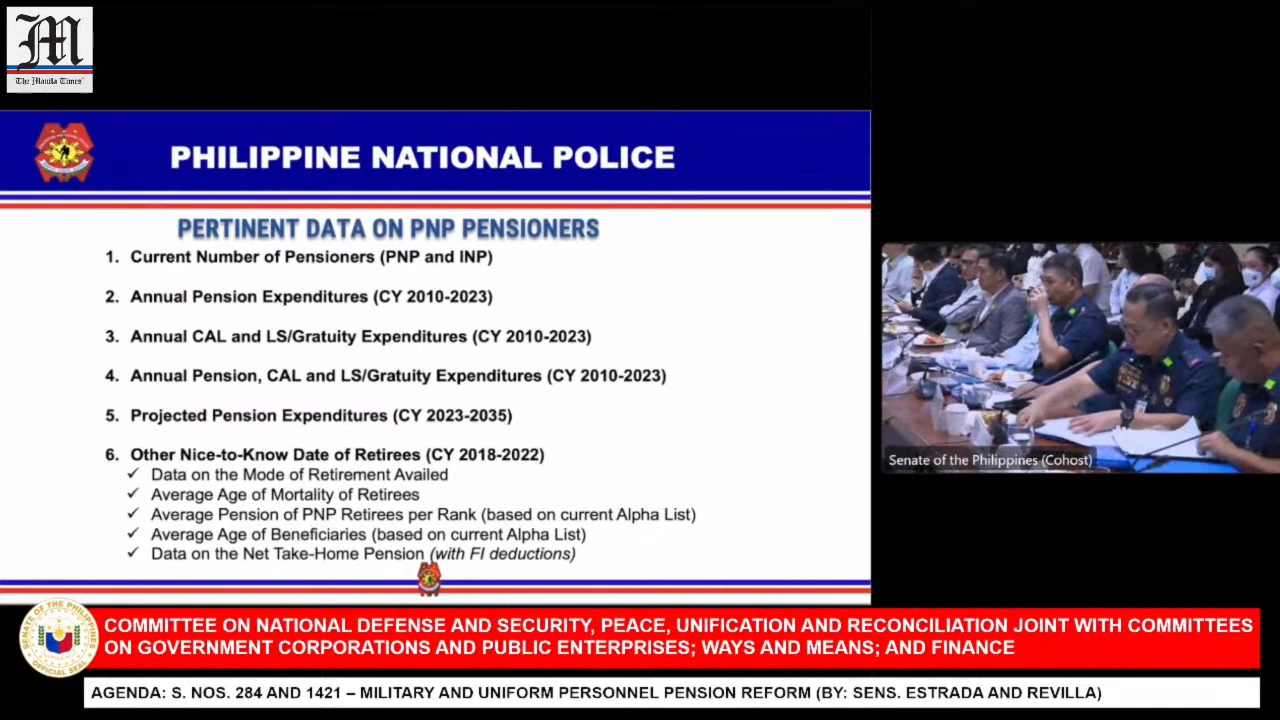 M
The Manila Times
PHILIPPINE NATIONAL POLICE
PERTINENT DATA ON PNP PENSIONERS
1. Current Number of Pensioners (PNP and INP)
2. Annual Pension Expenditures (CY 2010-2023)
3. Annual CAL and LS/Gratuity Expenditures (CY 2010-2023)
4. Annual Pension, CAL and LS/Gratuity Expenditures (CY 2010-2023)
5. Projected Pension Expenditures (CY 2023-2035)
6. Other Nice-to-Know Date of Retirees (CY 2018-2022)
✓ Data on the Mode of Retirement Availed
✓ Average Age of Mortality of Retirees
✓ Average Pension of PNP Retirees per Rank (based on current Alpha List)
✓ Average Age of Beneficiaries (based on current Alpha List)
✓ Data on the Net Take-Home Pension (with FI deductions)
Senate of the Philippines (Cohost)
SENATE OF THE PHILIPPINES
OFFICIAL SEAL
COMMITTEE ON NATIONAL DEFENSE AND SECURITY, PEACE, UNIFICATION AND RECONCILIATION JOINT WITH COMMITTEES
ON GOVERNMENT CORPORATIONS AND PUBLIC ENTERPRISES; WAYS AND MEANS; AND FINANCE
AGENDA: S. NOS. 284 AND 1421 – MILITARY AND UNIFORM PERSONNEL PENSION REFORM (BY: SENS. ESTRADA AND REVILLA)